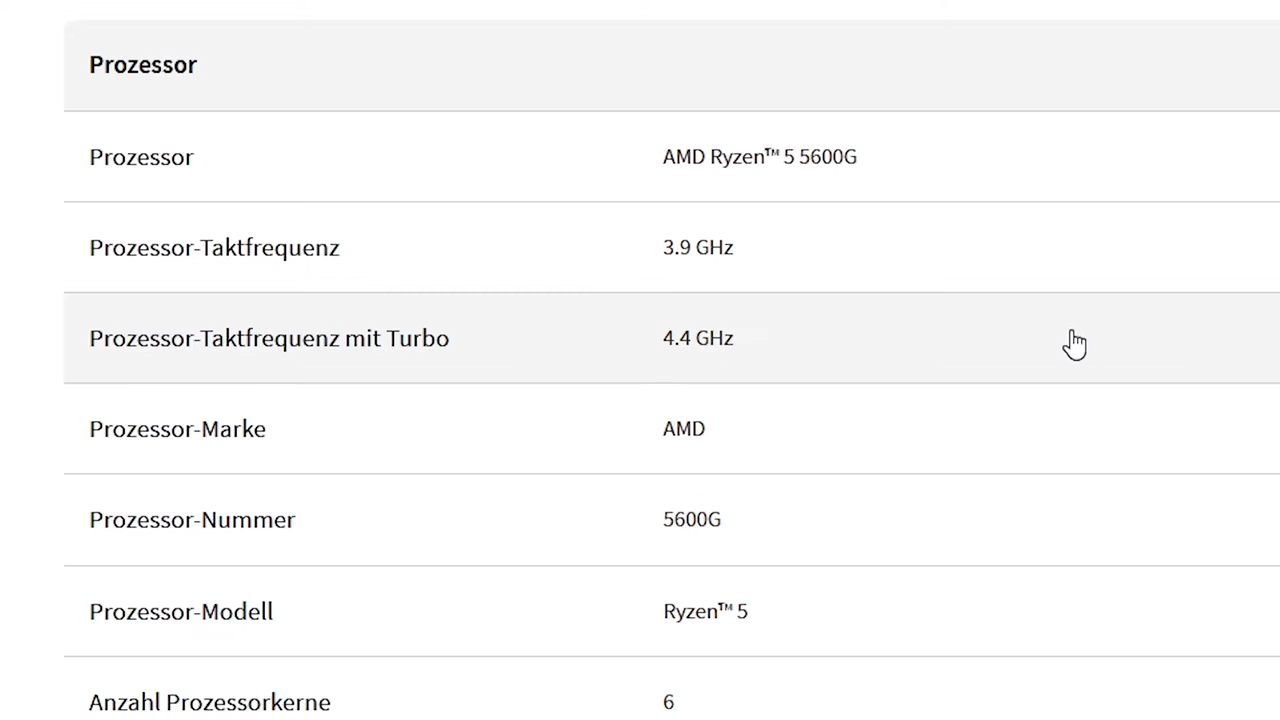 Prozessor
Prozessor AMD Ryzen™ 5 5600G
Prozessor-Taktfrequenz 3.9 GHz
Prozessor-Taktfrequenz mit Turbo 4.4 GHz
Prozessor-Marke AMD
Prozessor-Nummer 5600G
Prozessor-Modell Ryzen™ 5
Anzahl Prozessorkerne 6